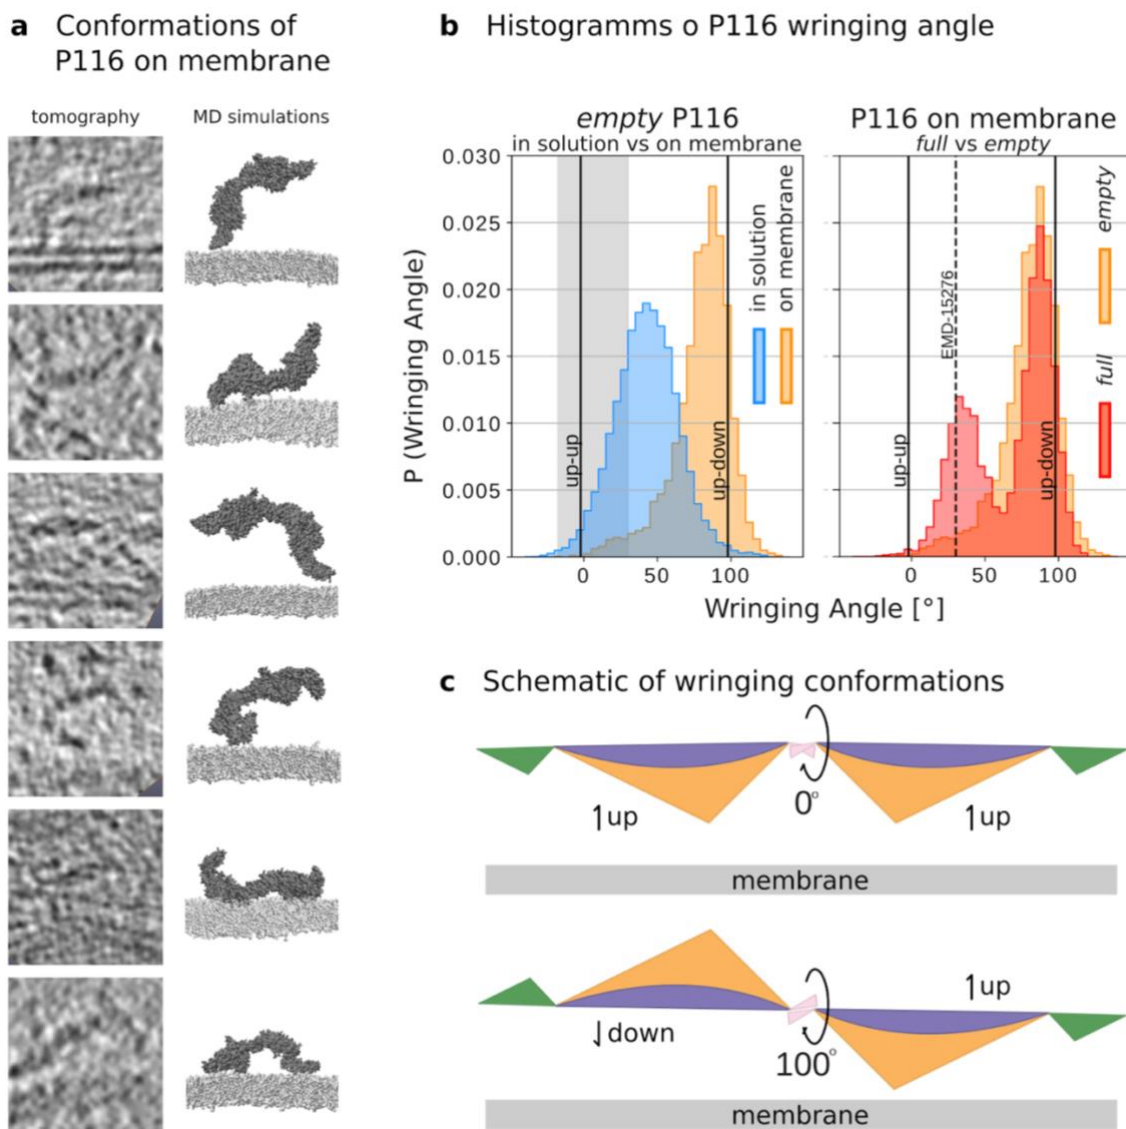 a Conformations of
P116 on membrane
tomography
MD simulations
b Histogramms o P116 wringing angle
empty P116
in solution vs on membrane
P116 on membrane
full vs empty
P (Wringing Angle)
0.030
0.025
0.020
0.015
0.010
0.005
0.000
up-up
up-down
in solution
on membrane
0 50 100
EMD-15276
up-up
up-down
empty
full
0 50 100
Wringing Angle [°]
c Schematic of wringing conformations
↿up
0°
↿up
membrane
⇃down
100°
↿up
membrane